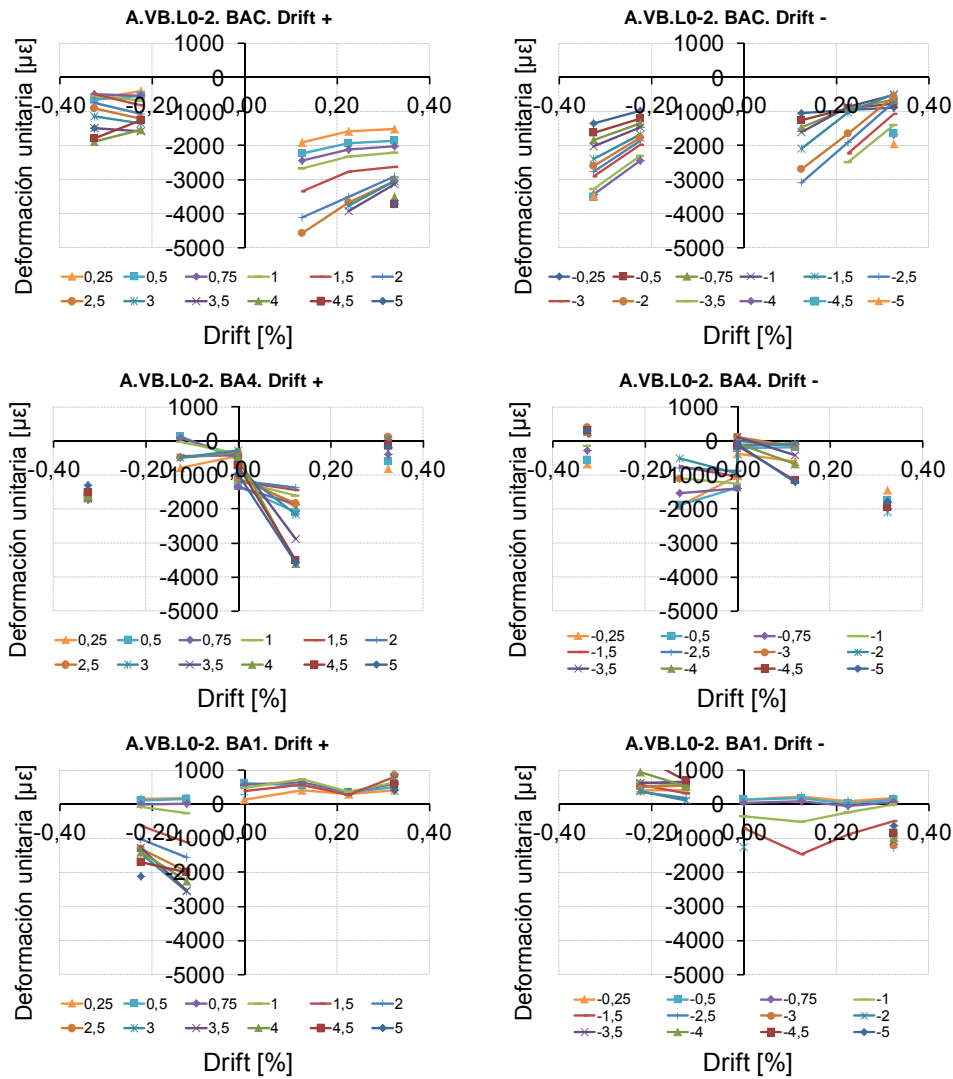 A.VB.L0-2. BAC. Drift +
Deformación unitaria [µε]
1000
0
-1000
-2000
-3000
-4000
-5000
-0,40 -0,20 0,00 0,20 0,40
0,25 0,5 0,75 1 1,5 2
2,5 3 3,5 4 4,5 5
Drift [%]
A.VB.L0-2. BAC. Drift -
Deformación unitaria [µε]
1000
0
-1000
-2000
-3000
-4000
-5000
-0,40 -0,20 0,00 0,20 0,40
-0,25 -0,5 -0,75 -1 -1,5 -2,5
-3 -2 -3,5 -4 -4,5 -5
Drift [%]
A.VB.L0-2. BA4. Drift +
Deformación unitaria [µε]
1000
0
-1000
-2000
-3000
-4000
-5000
-0,40 -0,20 0,00 0,20 0,40
0,25 0,5 0,75 1 1,5 2
2,5 3 3,5 4 4,5 5
Drift [%]
A.VB.L0-2. BA4. Drift -
Deformación unitaria [µε]
1000
0
-1000
-2000
-3000
-4000
-5000
-0,40 -0,20 0,00 0,20 0,40
-0,25 -0,5 -0,75 -1
-1,5 -2,5 -3 -2
-3,5 -4 -4,5 -5
Drift [%]
A.VB.L0-2. BA1. Drift +
Deformación unitaria [µε]
1000
0
-1000
-2000
-3000
-4000
-5000
-0,40 -0,20 0,00 0,20 0,40
0,25 0,5 0,75 1 1,5 2
2,5 3 3,5 4 4,5 5
Drift [%]
A.VB.L0-2. BA1. Drift -
Deformación unitaria [µε]
1000
0
-1000
-2000
-3000
-4000
-5000
-0,40 -0,20 0,00 0,20 0,40
-0,25 -0,5 -0,75 -1
-1,5 -2,5 -3 -2
-3,5 -4 -4,5 -5
Drift [%]